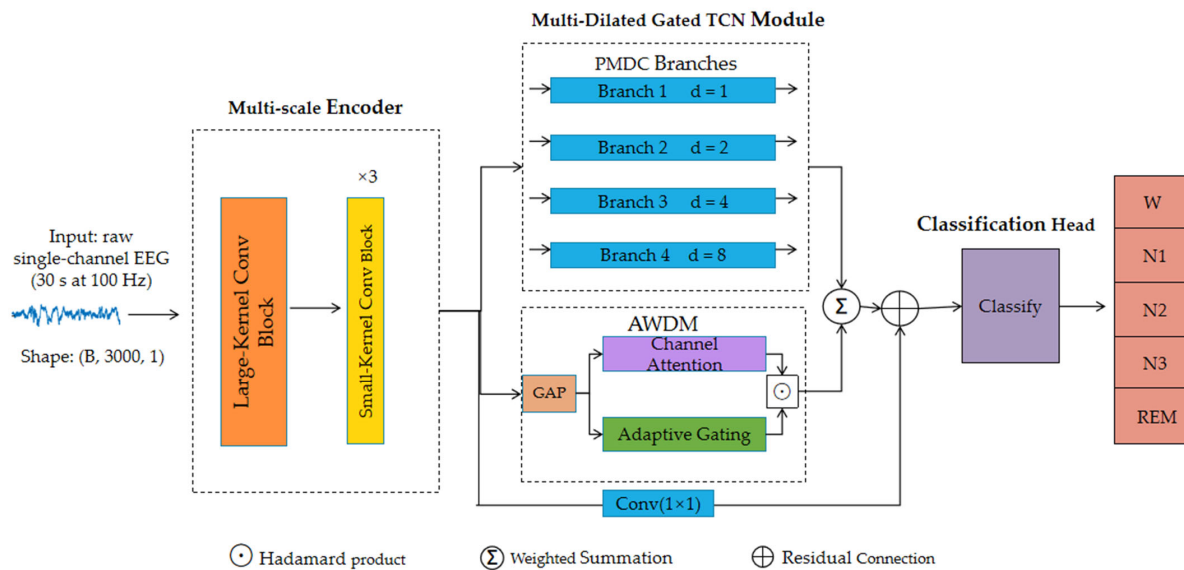 Multi-Dilated Gated TCN Module
PMDC Branches
Branch 1 d = 1
Branch 2 d = 2
Branch 3 d = 4
Branch 4 d = 8
Multi-scale Encoder
×3
Large-Kernel Conv
Block
Small-Kernel Conv Block
Input: raw
single-channel EEG
(30 s at 100 Hz)
Shape: (B, 3000, 1)
AWDM
GAP
Channel
Attention
Adaptive Gating
Conv(1×1)
Σ
Classification Head
Classify
W
N1
N2
N3
REM
Hadamard product
Σ Weighted Summation
Residual Connection